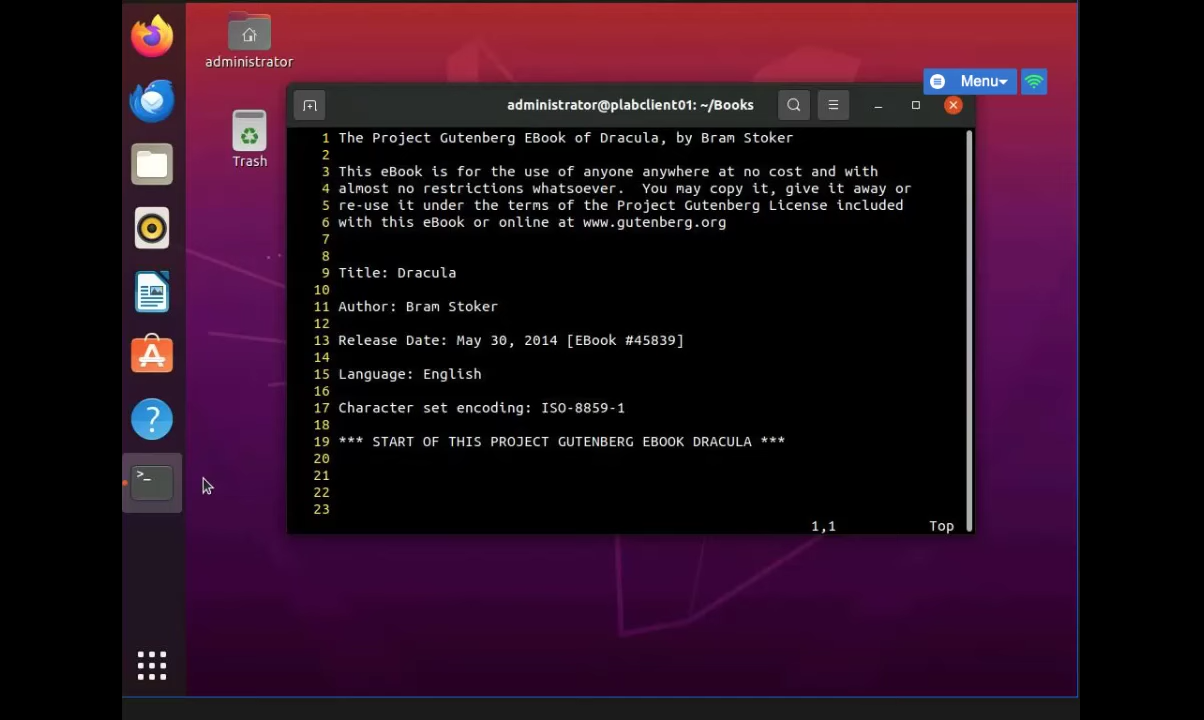 administrator
Trash
Menu
administrator@plabclient01: ~/Books
1 The Project Gutenberg EBook of Dracula, by Bram Stoker
2
3 This eBook is for the use of anyone anywhere at no cost and with
4 almost no restrictions whatsoever.  You may copy it, give it away or
5 re-use it under the terms of the Project Gutenberg License included
6 with this eBook or online at www.gutenberg.org
7
8
9 Title: Dracula
10
11 Author: Bram Stoker
12
13 Release Date: May 30, 2014 [EBook #45839]
14
15 Language: English
16
17 Character set encoding: ISO-8859-1
18
19 *** START OF THIS PROJECT GUTENBERG EBOOK DRACULA ***
20
21
22
23
1,1 Top